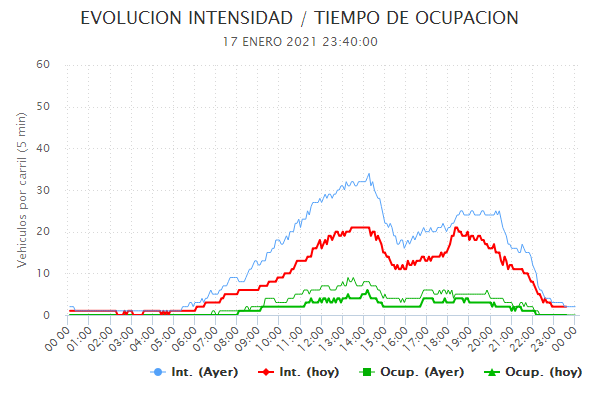 EVOLUCION INTENSIDAD / TIEMPO DE OCUPACION
17 ENERO 2021 23:40:00
Vehiculos por carril (5 min)
60
50
40
30
20
10
0
00:00 01:00 02:00 03:00 04:00 05:00 06:00 07:00 08:00 09:00 10:00 11:00 12:00 13:00 14:00 15:00 16:00 17:00 18:00 19:00 20:00 21:00 22:00 23:00 00:00
Int. (Ayer) Int. (hoy) Ocup. (Ayer) Ocup. (hoy)